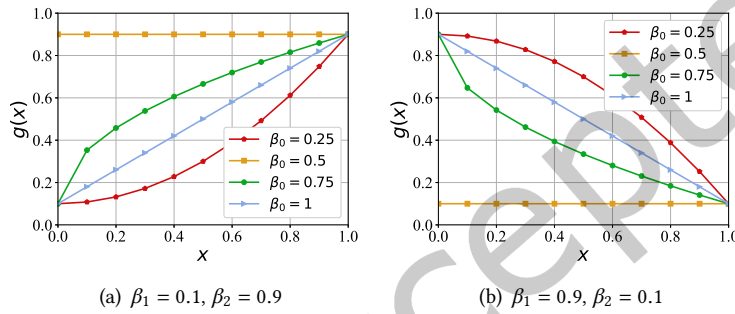 1.0
0.8
0.6
0.4
0.2
0.0
g(x)
0.0 0.2 0.4 0.6 0.8 1.0
x
β₀ = 0.25
β₀ = 0.5
β₀ = 0.75
β₀ = 1
(a) β₁ = 0.1, β₂ = 0.9
1.0
0.8
0.6
0.4
0.2
0.0
g(x)
0.0 0.2 0.4 0.6 0.8 1.0
x
β₀ = 0.25
β₀ = 0.5
β₀ = 0.75
β₀ = 1
(b) β₁ = 0.9, β₂ = 0.1
cepte